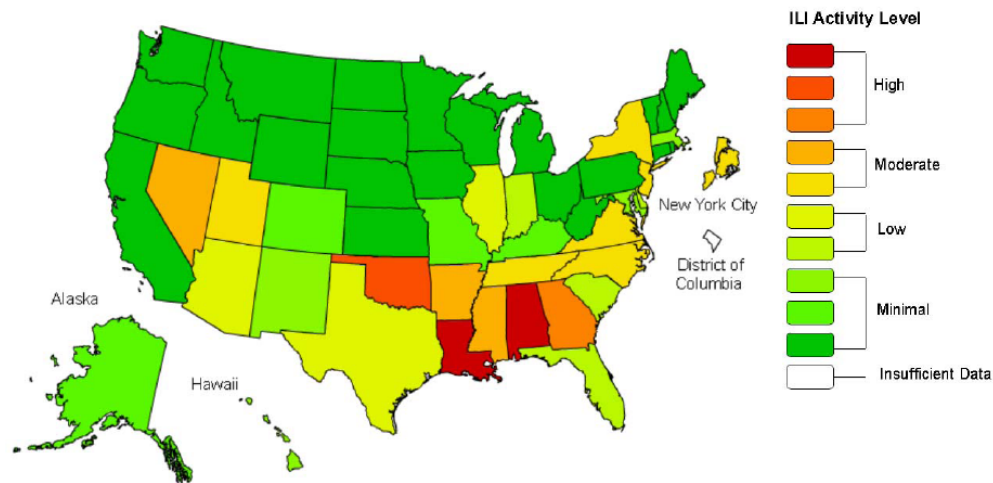 ILI Activity Level
High
Moderate
New York City
Low
District of
Columbia
Alaska
Minimal
Hawaii
Insufficient Data